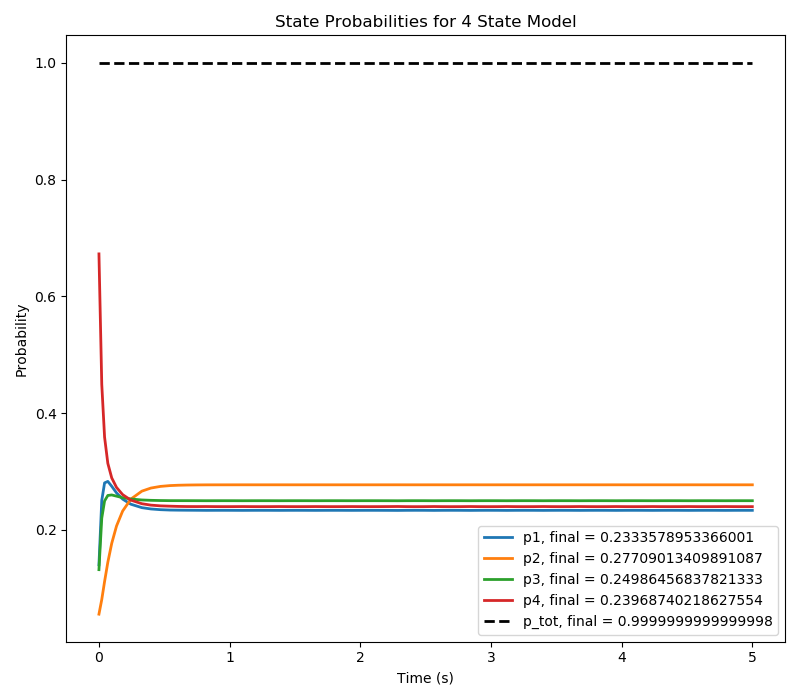 State Probabilities for 4 State Model
1.0
0.8
0.6
0.4
0.2
Probability
0
1
2
3
4
5
Time (s)
p1, final = 0.2333578953366001
p2, final = 0.27709013409891087
p3, final = 0.24986456837821333
p4, final = 0.23968740218627554
p_tot, final = 0.9999999999999998